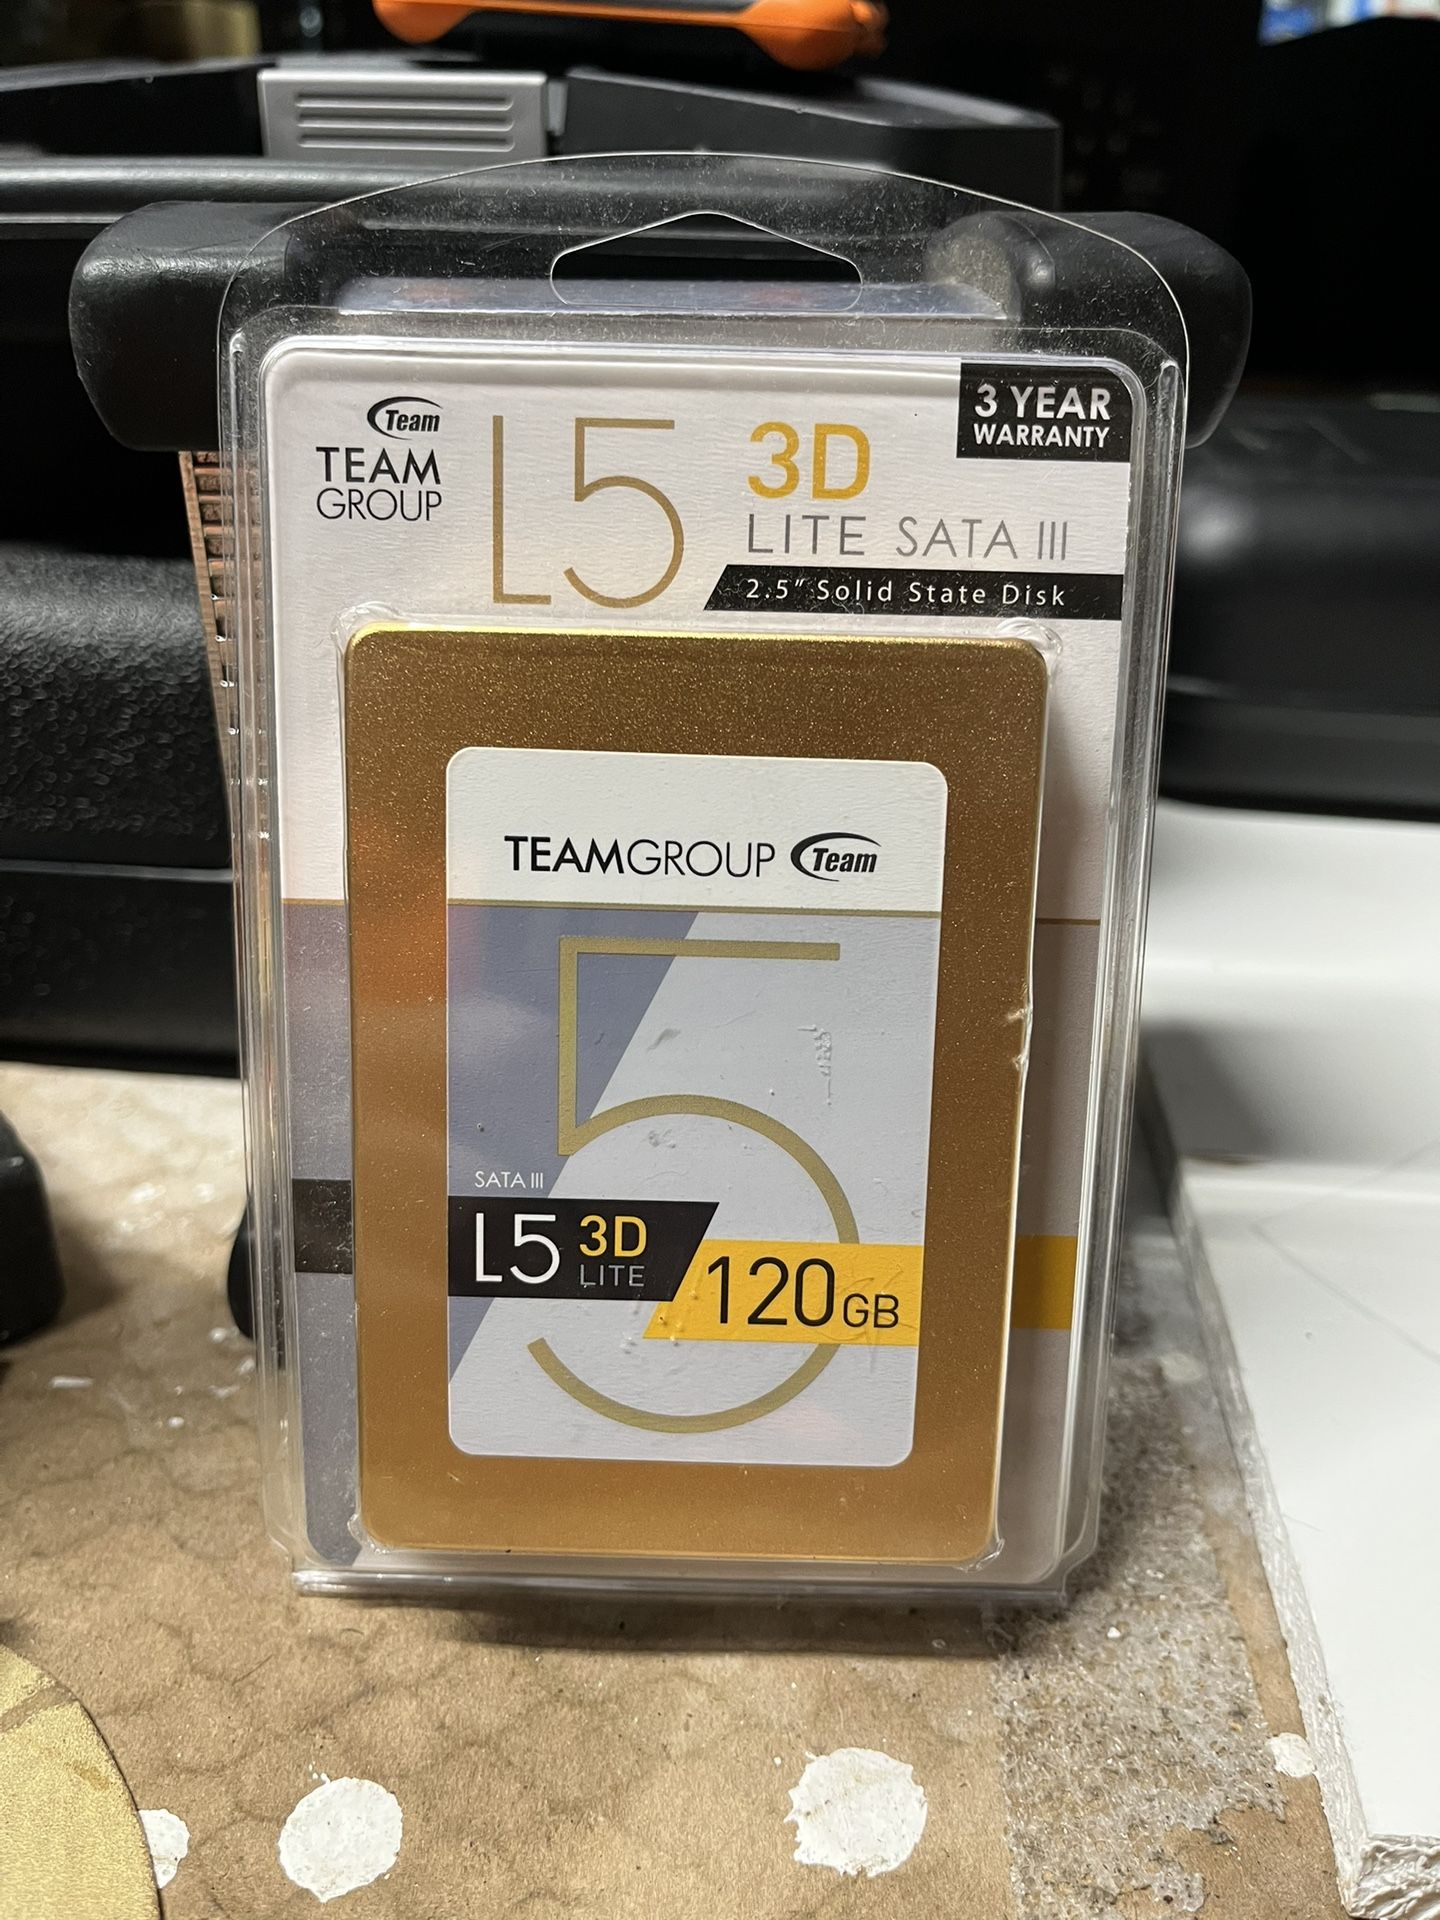 Team
TEAM
GROUP
L5
3D
LITE SATA III
2.5" Solid State Disk
3 YEAR
WARRANTY
TEAMGROUP Team
5
SATA III
L5 3D
LITE
120GB